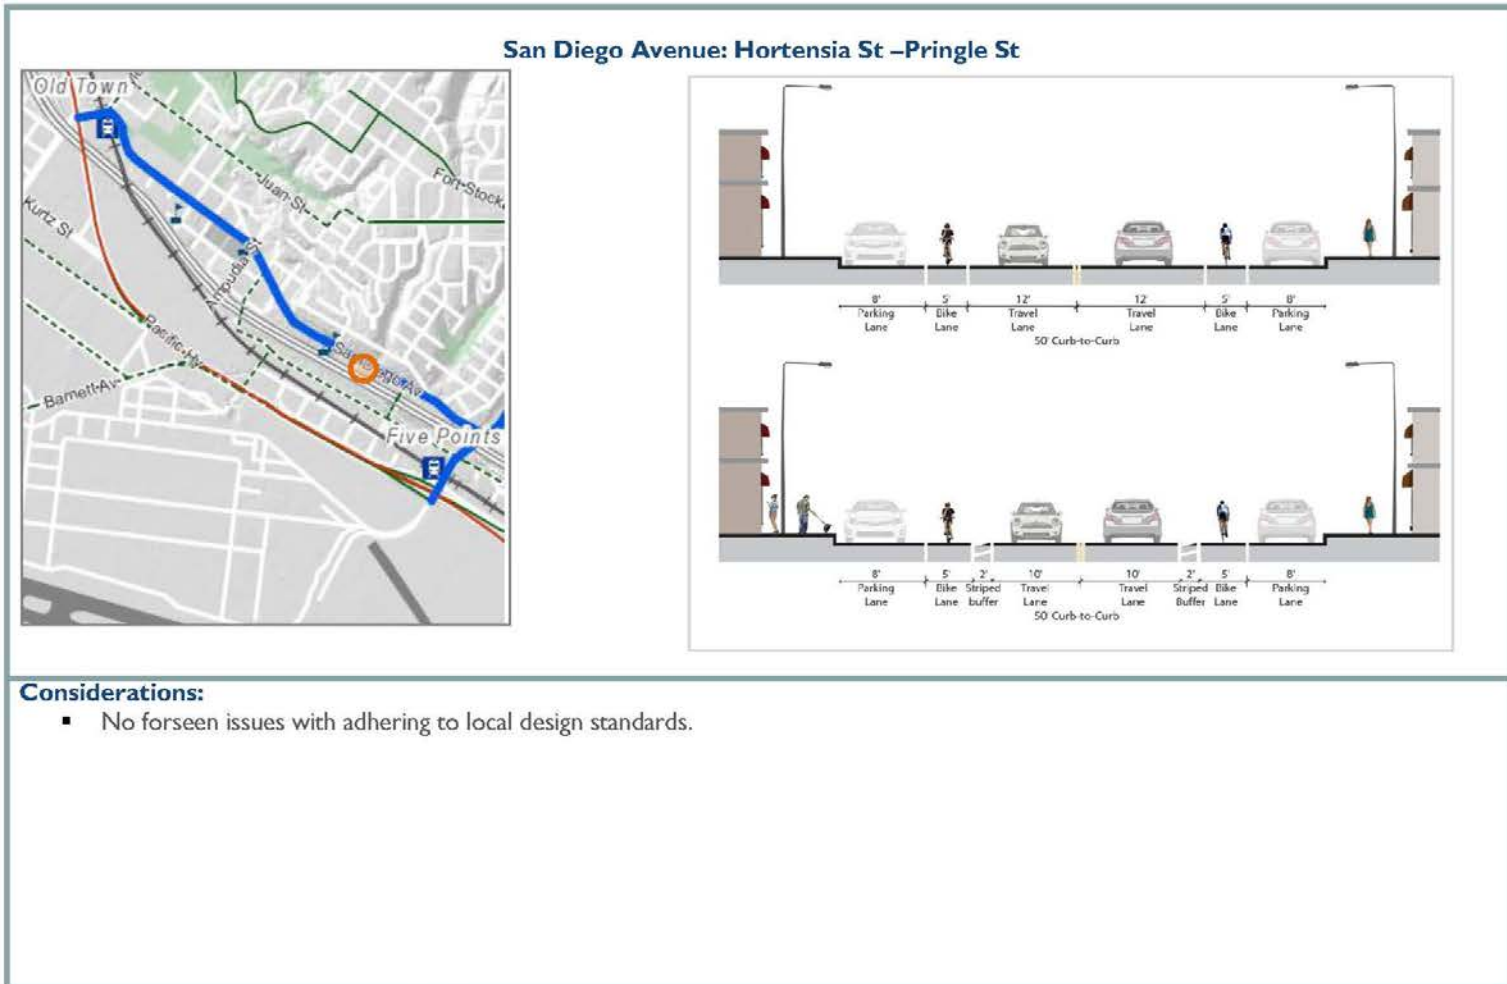 San Diego Avenue: Hortensia St –Pringle St
Old Town
Juan St
Fort Stock
Kurtz St
Ampudia St
Pacific Hy
Barnett Av
Five Points
8' 5' 12' 12' 5' 8'
Parking Bike Travel Travel Bike Parking
Lane Lane Lane Lane Lane Lane
50' Curb-to-Curb
8' 5' 2' 10' 10' 2' 5' 8'
Parking Bike Striped Travel Travel Striped Bike Parking
Lane Lane buffer Lane Lane Buffer Lane Lane
50' Curb-to-Curb
Considerations:
▪ No forseen issues with adhering to local design standards.